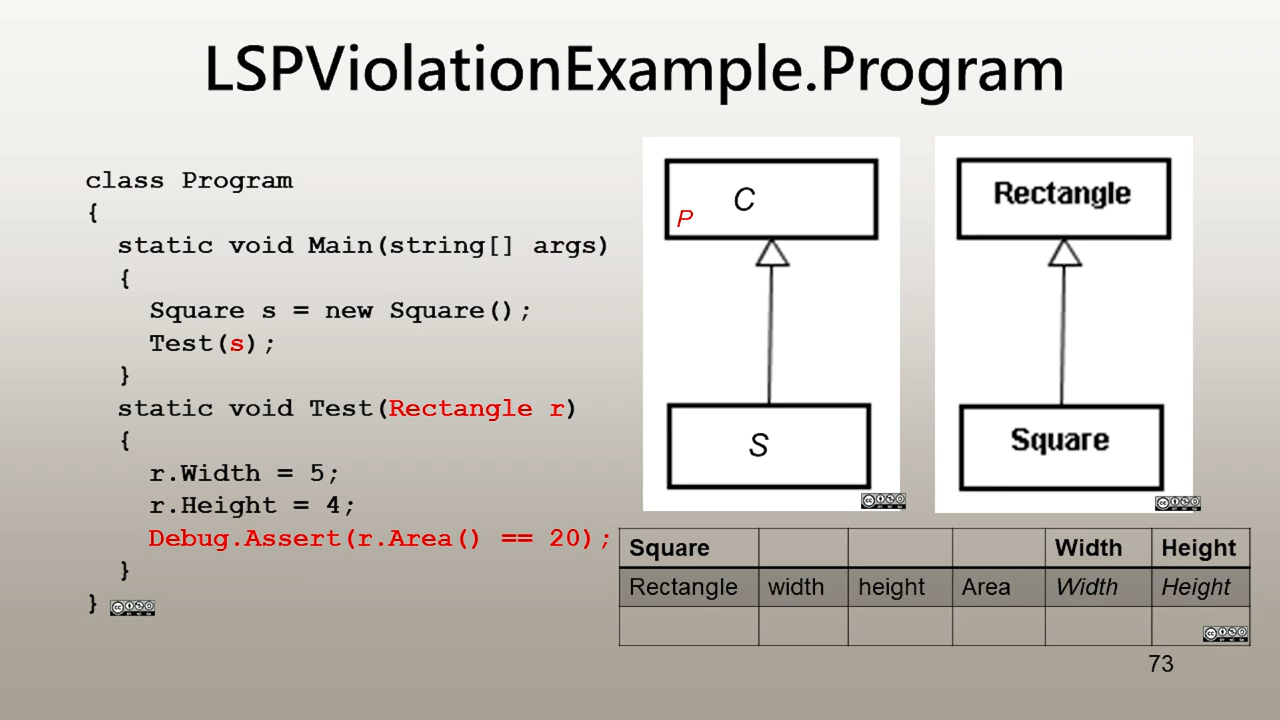 LSPViolationExample.Program
class Program
{
static void Main(string[] args)
{
Square s = new Square();
Test(s);
}
static void Test(Rectangle r)
{
r.Width = 5;
r.Height = 4;
Debug.Assert(r.Area() == 20);
}
}
C
P
S
Rectangle
Square
Square Width Height
Rectangle width height Area Width Height
73